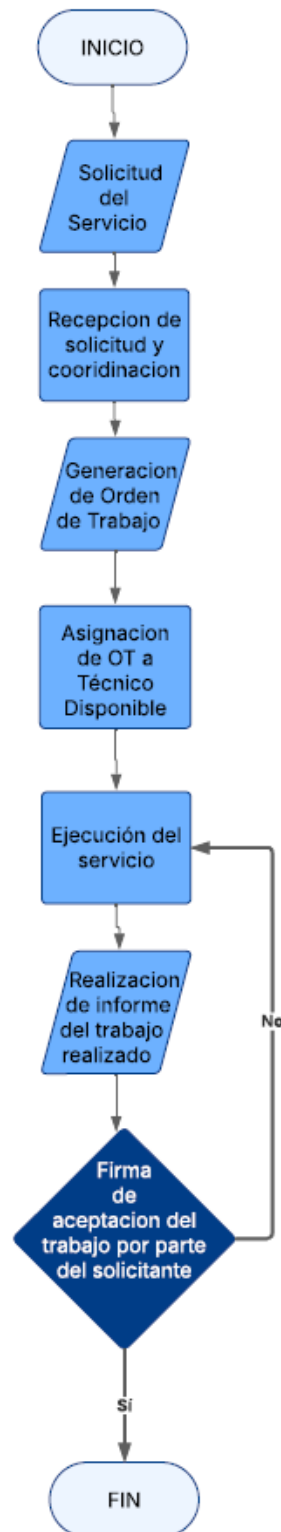 INICIO
Solicitud
del
Servicio
Recepcion de
solicitud y
cooridinacion
Generacion
de Orden
de Trabajo
Asignacion
de OT a
Técnico
Disponible
Ejecución del
servicio
Realizacion
de informe
del trabajo
realizado
No
Firma
de
aceptacion del
trabajo por parte
del solicitante
Sí
FIN